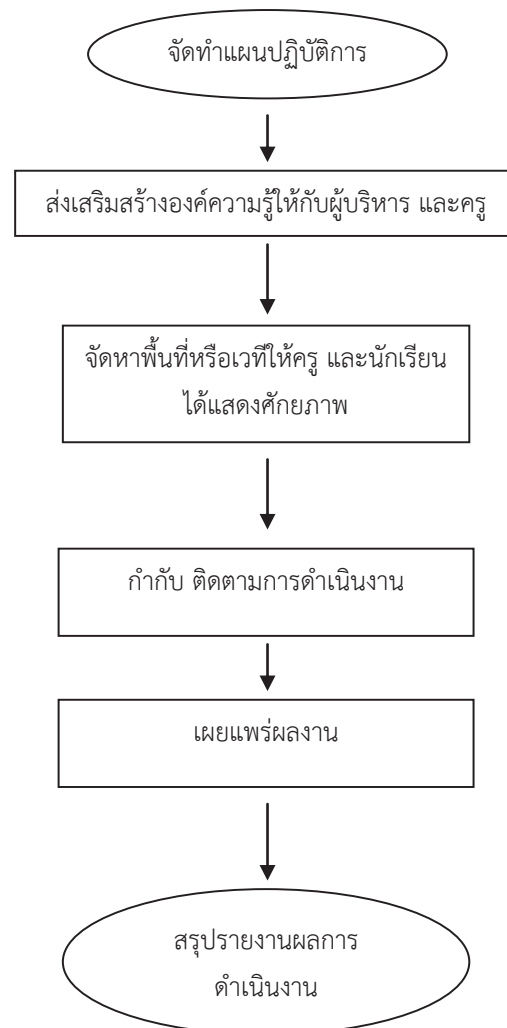 จัดทำแผนปฏิบัติการ
ส่งเสริมสร้างองค์ความรู้ให้กับผู้บริหาร และครู
จัดหาพื้นที่หรือเวทีให้ครู และนักเรียน
ได้แสดงศักยภาพ
กำกับ ติดตามการดำเนินงาน
เผยแพร่ผลงาน
สรุปรายงานผลการ
ดำเนินงาน